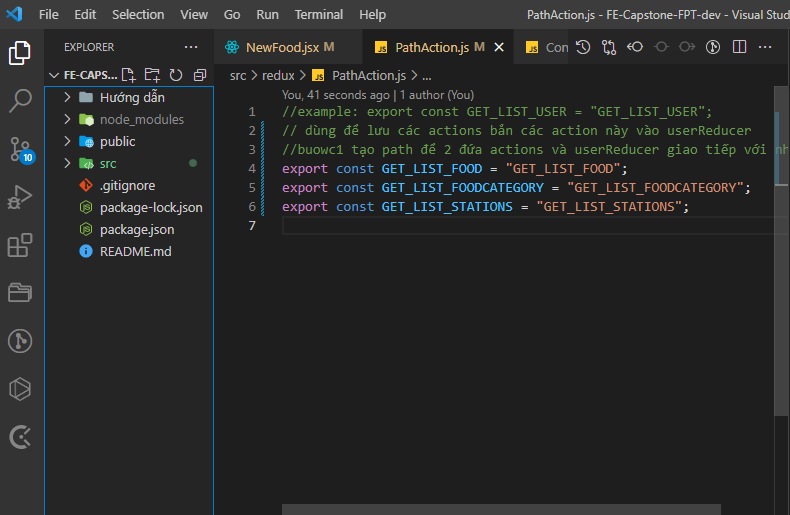 File Edit Selection View Go Run Terminal Help PathAction.js - FE-Capstone-FPT-dev - Visual Stud
EXPLORER
FE-CAPS...
Hướng dẫn
node_modules
public
src
.gitignore
package-lock.json
package.json
README.md
10
NewFood.jsx M
JS PathAction.js M
JS Con
src > redux > JS PathAction.js > ...
You, 41 seconds ago | 1 author (You)
1 //example: export const GET_LIST_USER = "GET_LIST_USER";
2 // dùng để lưu các actions bắn các action này vào userReducer
3 //buowc1 tạo path để 2 đứa actions và userReducer giao tiếp với nh
4 export const GET_LIST_FOOD = "GET_LIST_FOOD";
5 export const GET_LIST_FOODCATEGORY = "GET_LIST_FOODCATEGORY";
6 export const GET_LIST_STATIONS = "GET_LIST_STATIONS";
7